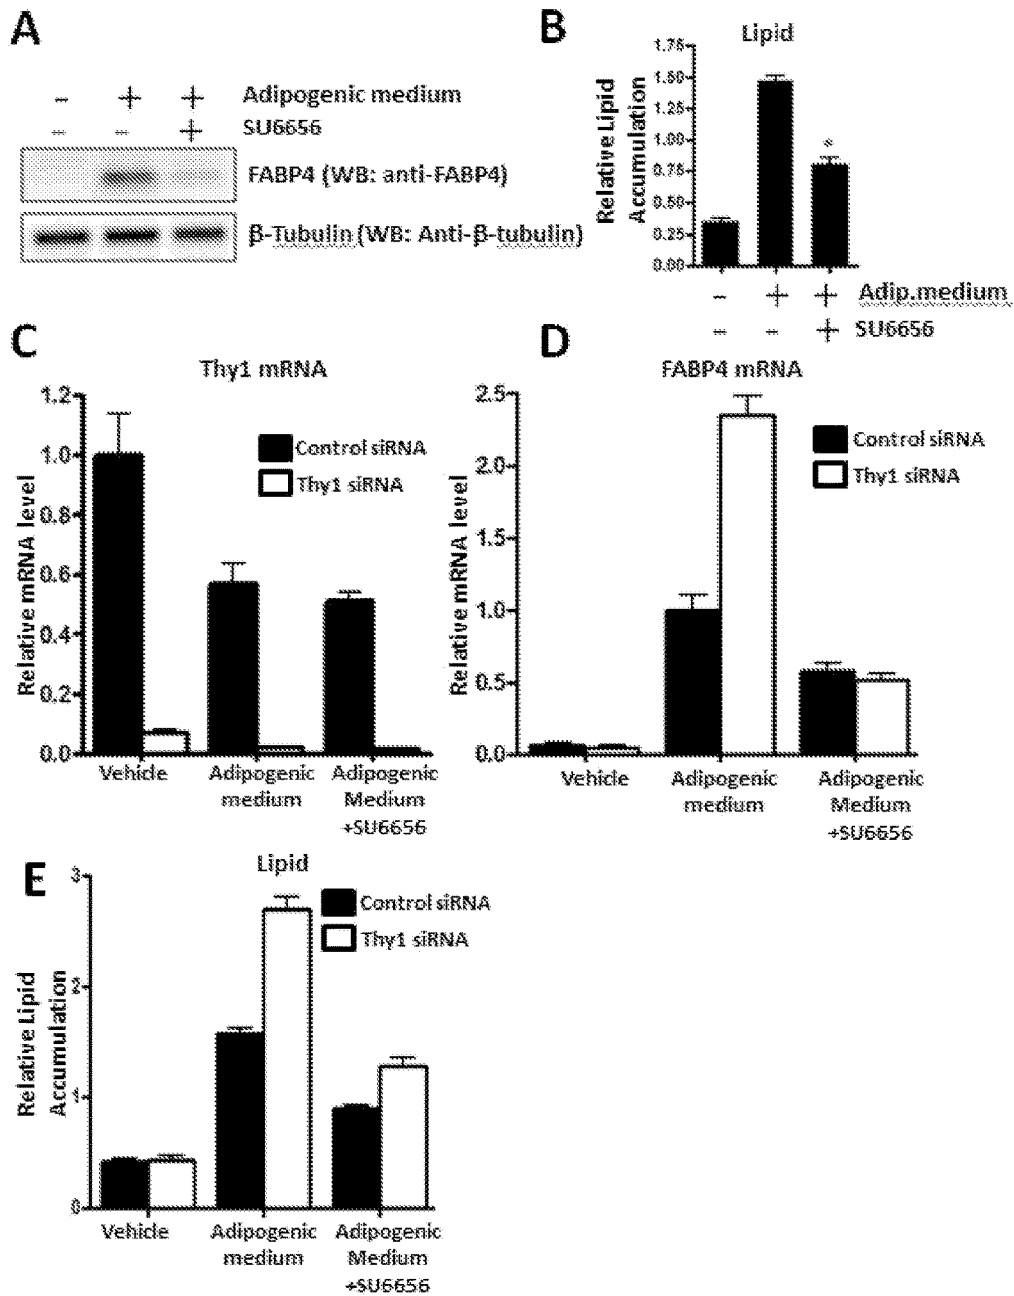 A
- + + Adipogenic medium
- - + SU6656
FABP4 (WB: anti-FABP4)
β-Tubulin (WB: Anti-β-tubulin)
B
Lipid
Relative Lipid
Accumulation
1.75
1.50
1.25
1.00
0.75
0.50
0.25
0.00
*
- + + Adip.medium
- - + SU6656
C
Thy1 mRNA
Relative mRNA level
1.2
1.0
0.8
0.6
0.4
0.2
0.0
Control siRNA
Thy1 siRNA
Vehicle
Adipogenic
medium
Adipogenic
Medium
+SU6656
D
FABP4 mRNA
Relative mRNA level
2.5
2.0
1.5
1.0
0.5
0.0
Control siRNA
Thy1 siRNA
Vehicle
Adipogenic
medium
Adipogenic
Medium
+SU6656
E
Lipid
Relative Lipid
Accumulation
3
2
1
0
Control siRNA
Thy1 siRNA
Vehicle
Adipogenic
medium
Adipogenic
Medium
+SU6656